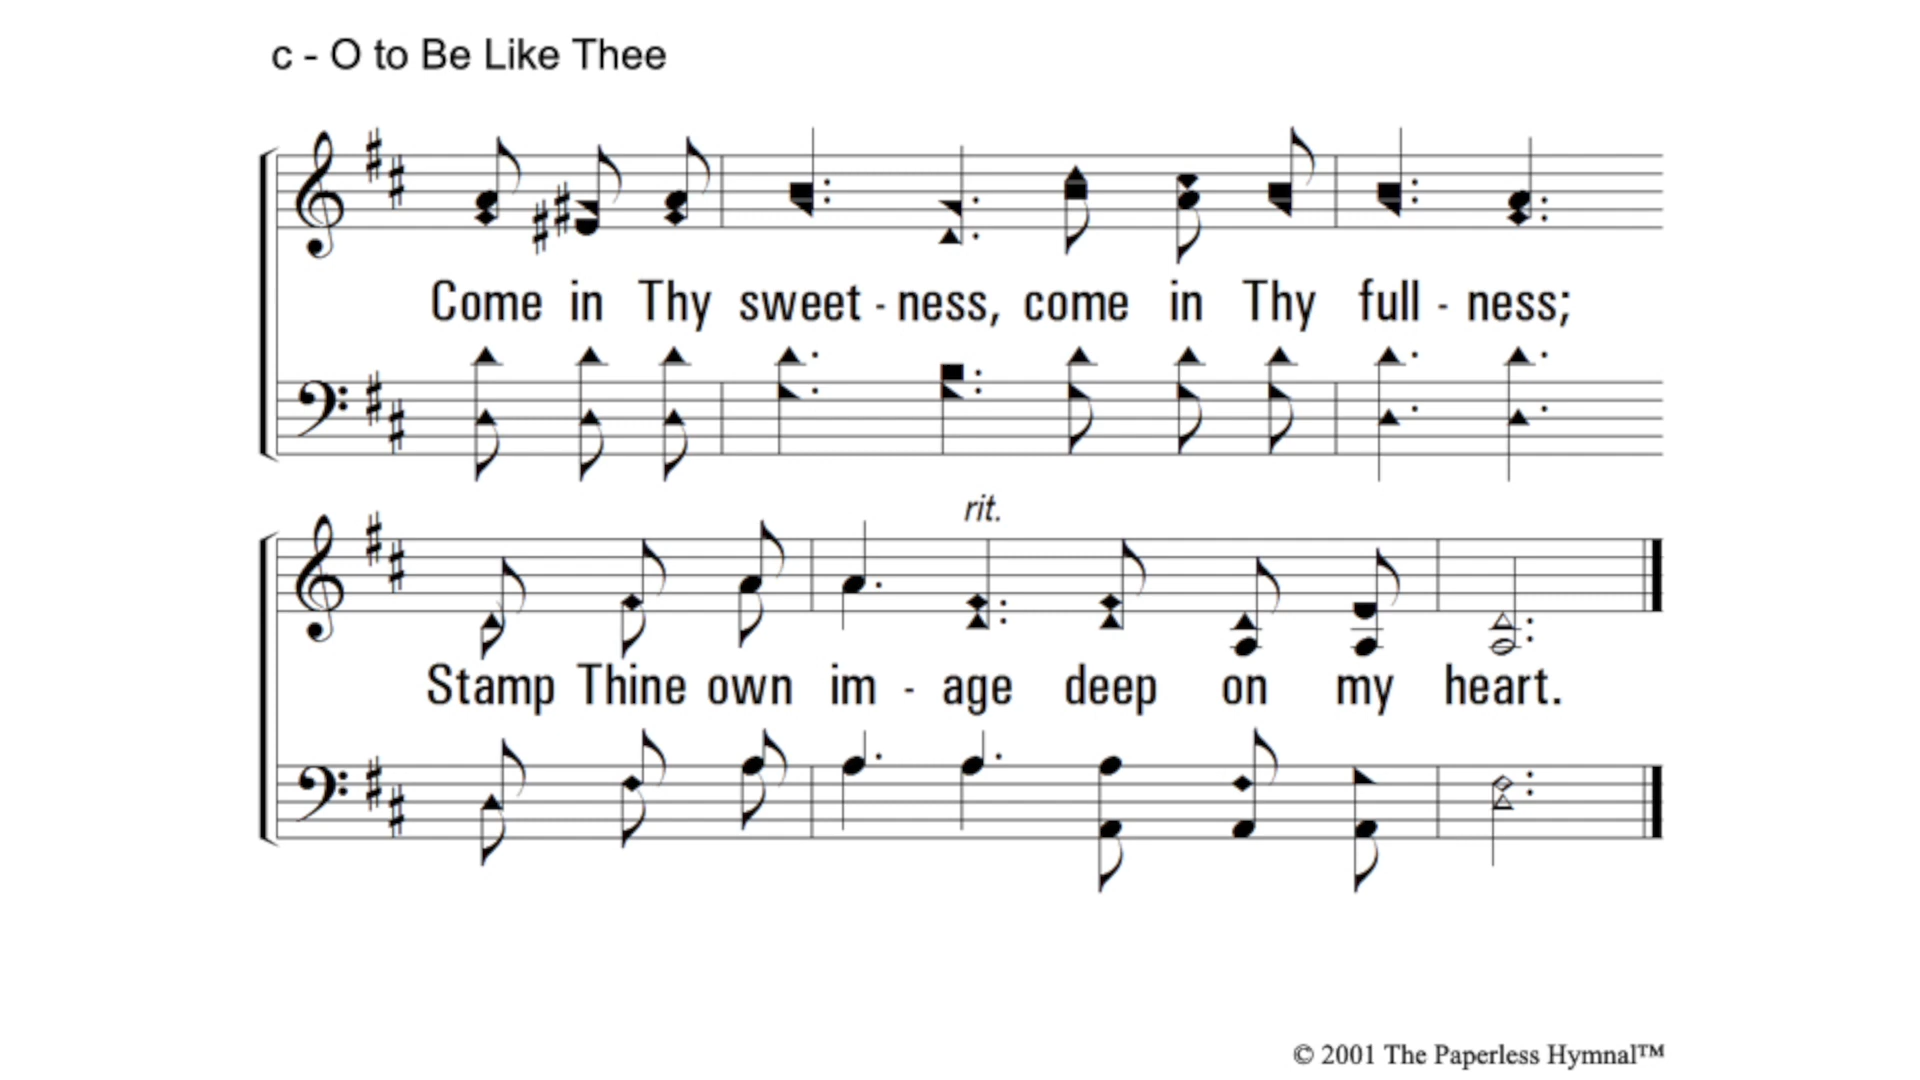 c - O to Be Like Thee
Come in Thy sweet - ness, come in Thy full - ness;
rit.
Stamp Thine own im - age deep on my heart.
© 2001 The Paperless Hymnal™